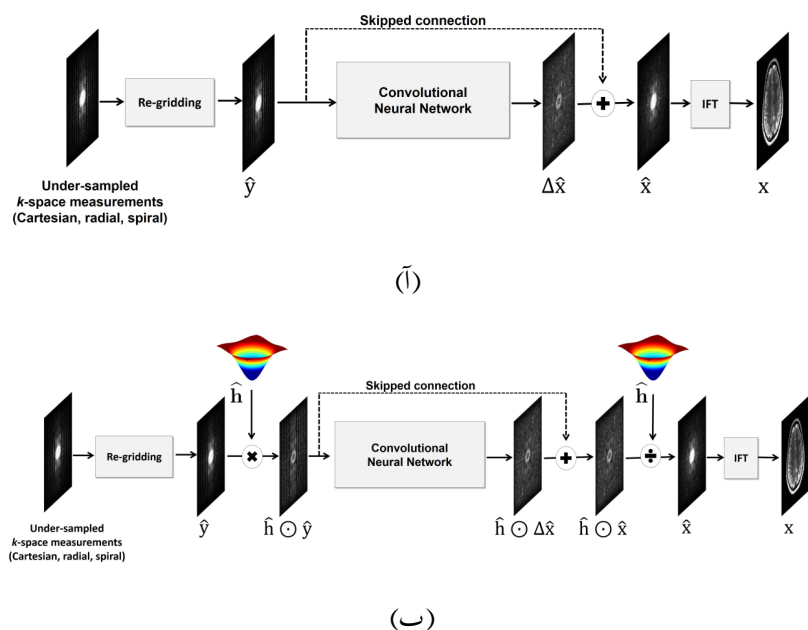 Skipped connection
Re-gridding
Convolutional
Neural Network
IFT
Under-sampled
k-space measurements
(Cartesian, radial, spiral)
ŷ
Δx̂
x̂
x
(آ)
ĥ
ĥ
Skipped connection
Re-gridding
Convolutional
Neural Network
IFT
Under-sampled
k-space measurements
(Cartesian, radial, spiral)
ŷ
ĥ ⊙ ŷ
ĥ ⊙ Δx̂
ĥ ⊙ x̂
x̂
x
(ب)